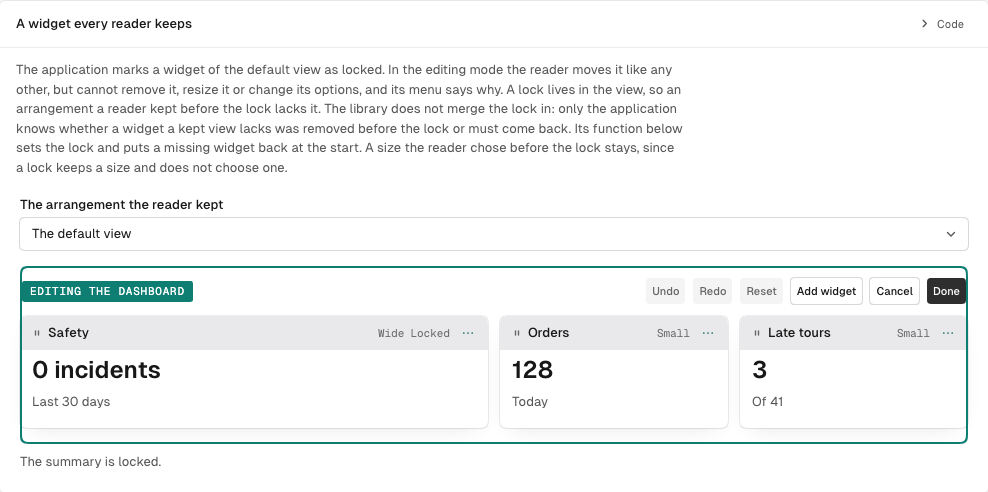 A widget every reader keeps
Code
The application marks a widget of the default view as locked. In the editing mode the reader moves it like any
other, but cannot remove it, resize it or change its options, and its menu says why. A lock lives in the view, so an
arrangement a reader kept before the lock lacks it. The library does not merge the lock in: only the application
knows whether a widget a kept view lacks was removed before the lock or must come back. Its function below
sets the lock and puts a missing widget back at the start. A size the reader chose before the lock stays, since
a lock keeps a size and does not choose one.
The arrangement the reader kept
The default view
EDITING THE DASHBOARD
Undo
Redo
Reset
Add widget
Cancel
Done
Safety
Wide Locked
0 incidents
Last 30 days
Orders
Small
128
Today
Late tours
Small
3
Of 41
The summary is locked.